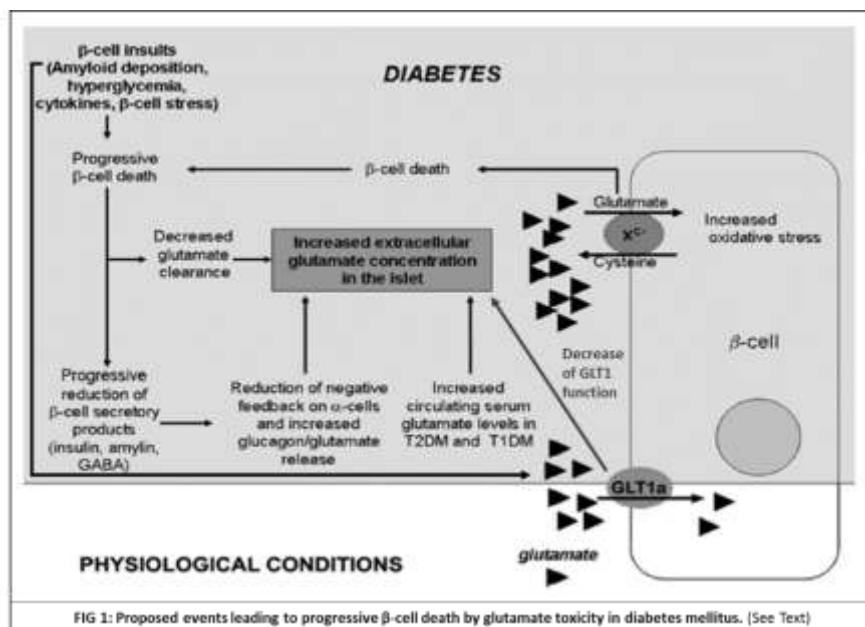 β-cell insults
(Amyloid deposition,
hyperglycemia,
cytokines, β-cell stress)
DIABETES
Progressive
β-cell death
β-cell death
Glutamate
xc-
Cysteine
Increased
oxidative stress
Decreased
glutamate
clearance
Increased extracellular
glutamate concentration
in the islet
β-cell
Decrease
of GLT1
function
Progressive
reduction of
β-cell secretory
products
(insulin, amylin,
GABA)
Reduction of negative
feedback on α-cells
and increased
glucagon/glutamate
release
Increased
circulating serum
glutamate levels in
T2DM and T1DM
GLT1a
PHYSIOLOGICAL CONDITIONS
glutamate
FIG 1: Proposed events leading to progressive β-cell death by glutamate toxicity in diabetes mellitus. (See Text)